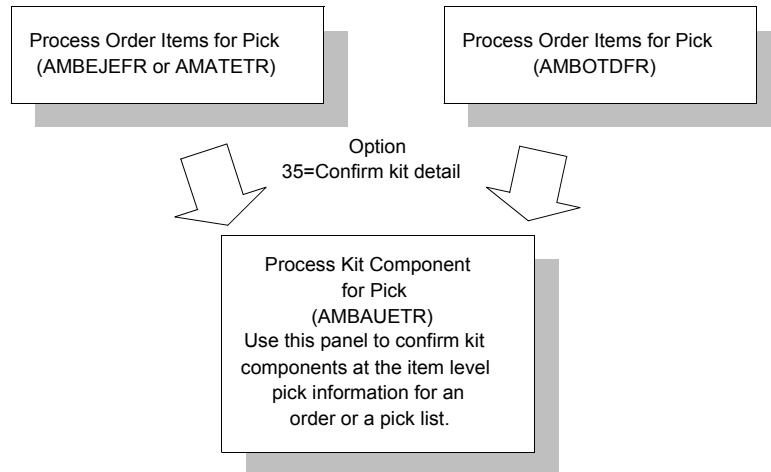 Process Order Items for Pick
(AMBEJEFR or AMATETR)
Process Order Items for Pick
(AMBOTDFR)
Option
35=Confirm kit detail
Process Kit Component
for Pick
(AMBAUETR)
Use this panel to confirm kit
components at the item level
pick information for an
order or a pick list.